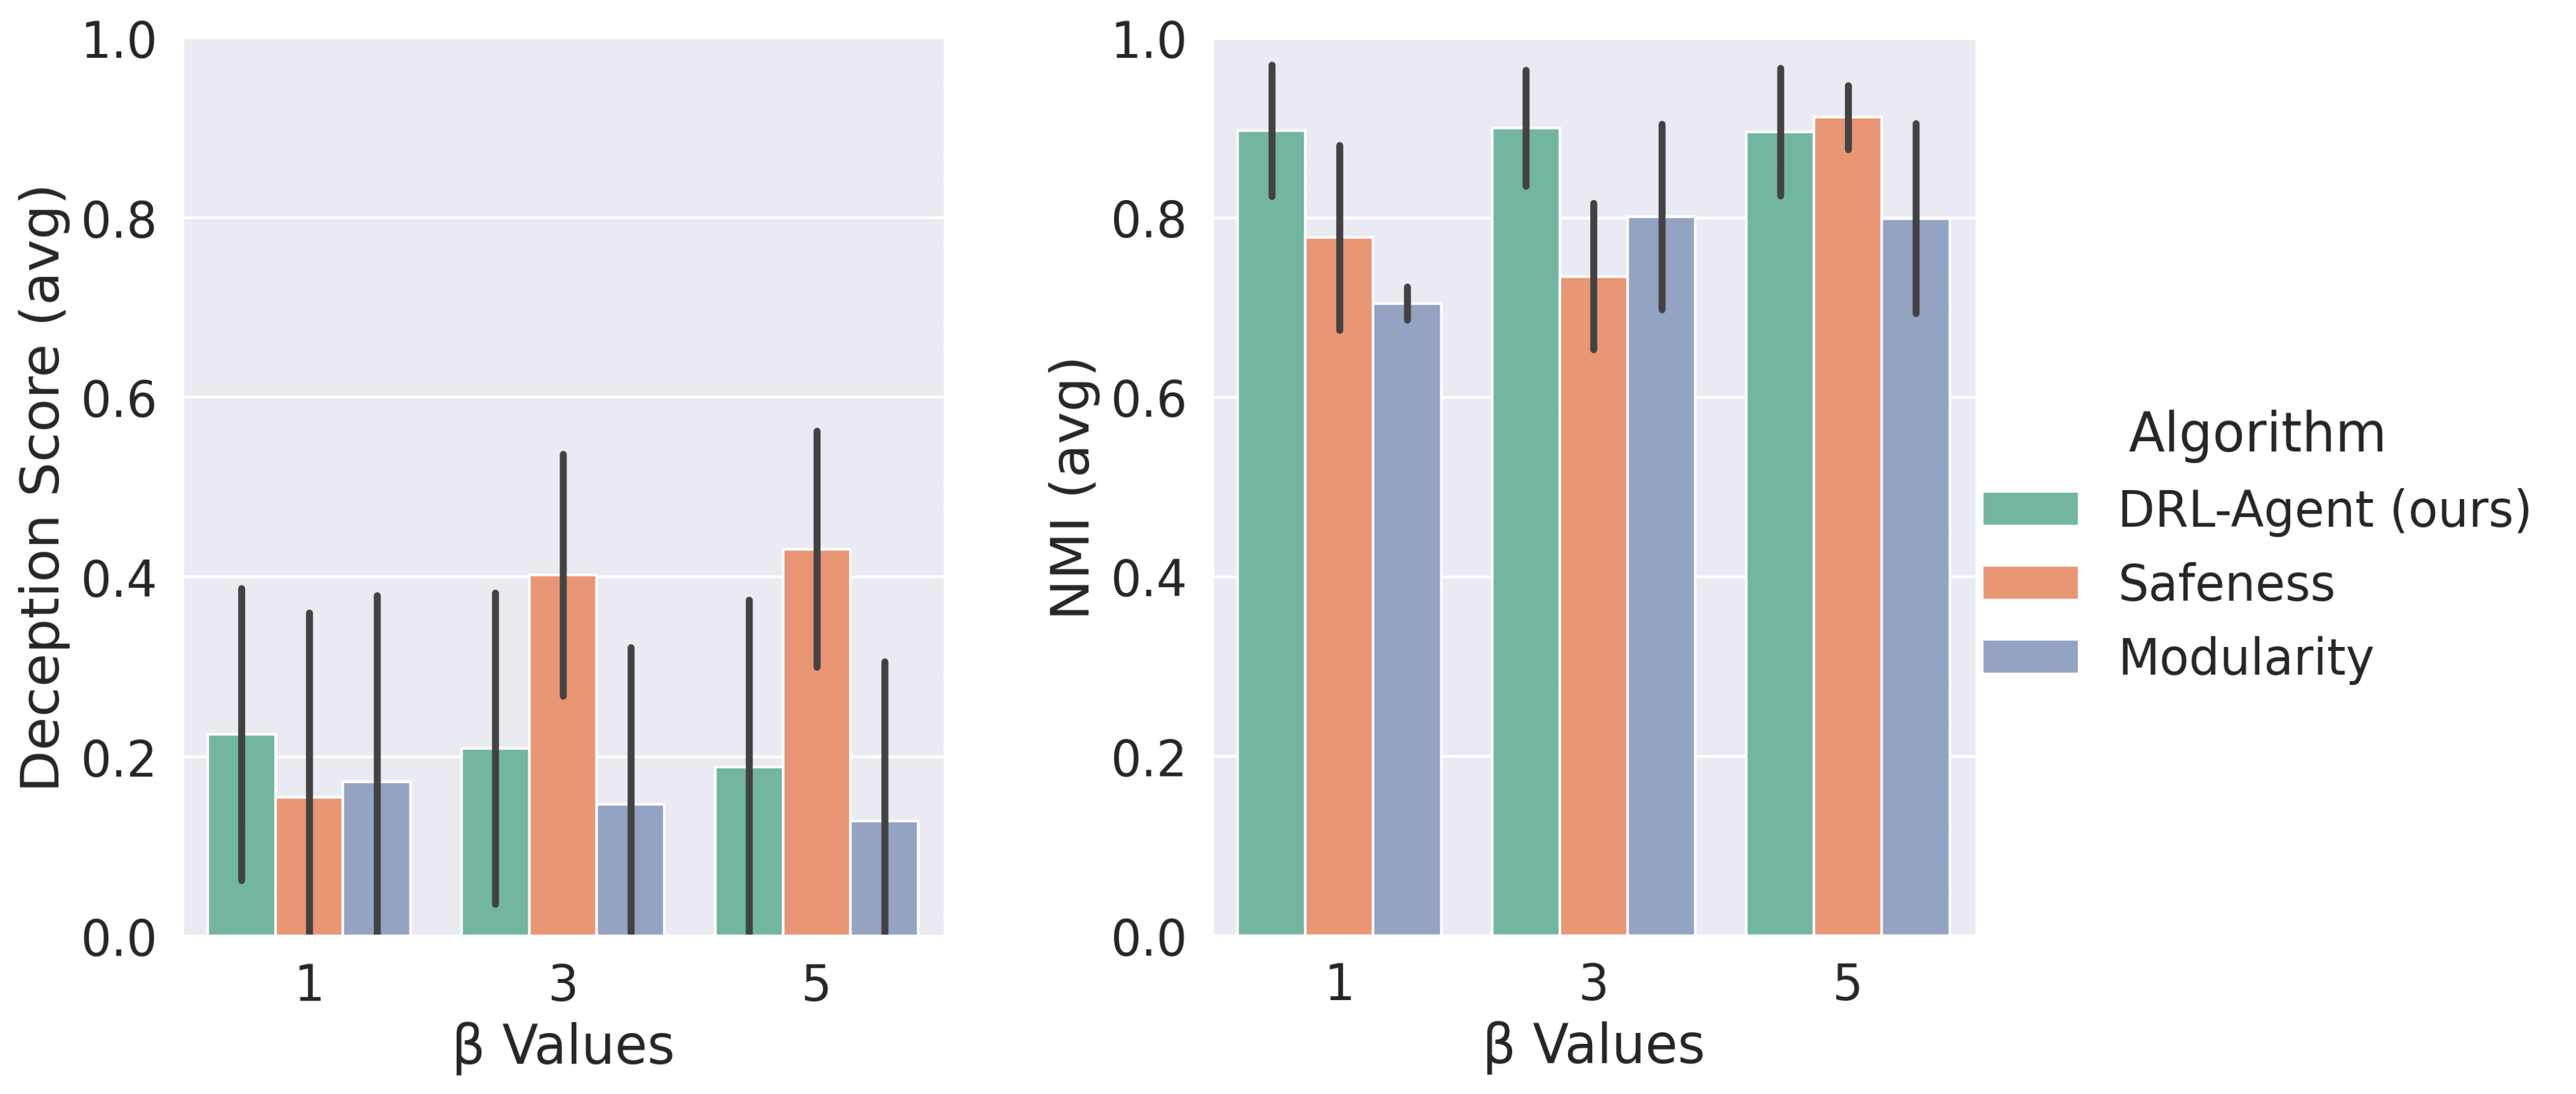 Deception Score (avg)
1.0
0.8
0.6
0.4
0.2
0.0
1 3 5
β Values
NMI (avg)
1.0
0.8
0.6
0.4
0.2
0.0
1 3 5
β Values
Algorithm
DRL-Agent (ours)
Safeness
Modularity